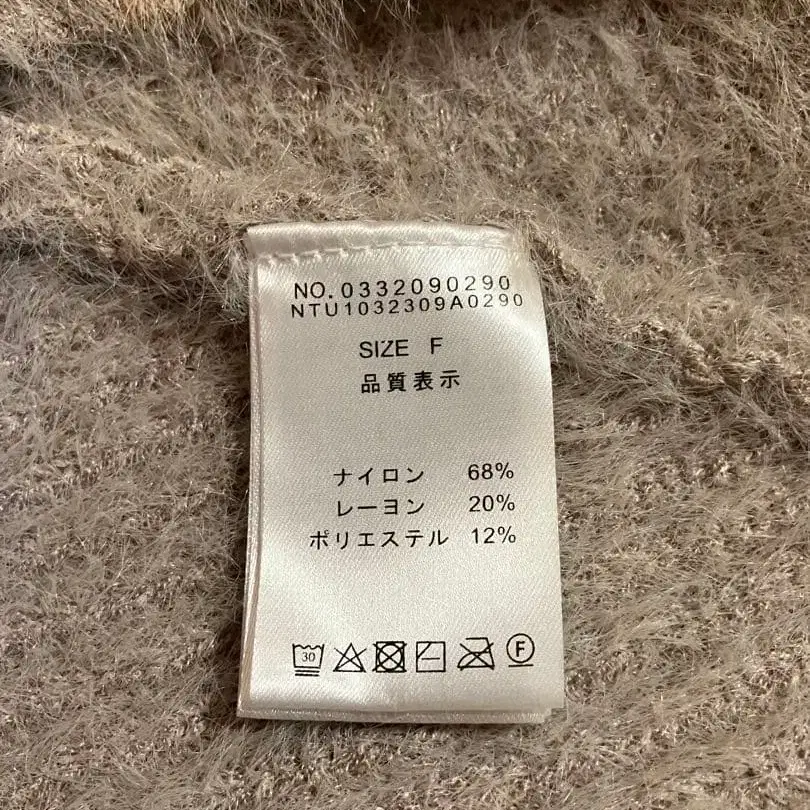 NO. 0332090290
NTU1032309A0290
SIZE F
品質表示
ナイロン 68%
レーヨン 20%
ポリエステル 12%
30 F